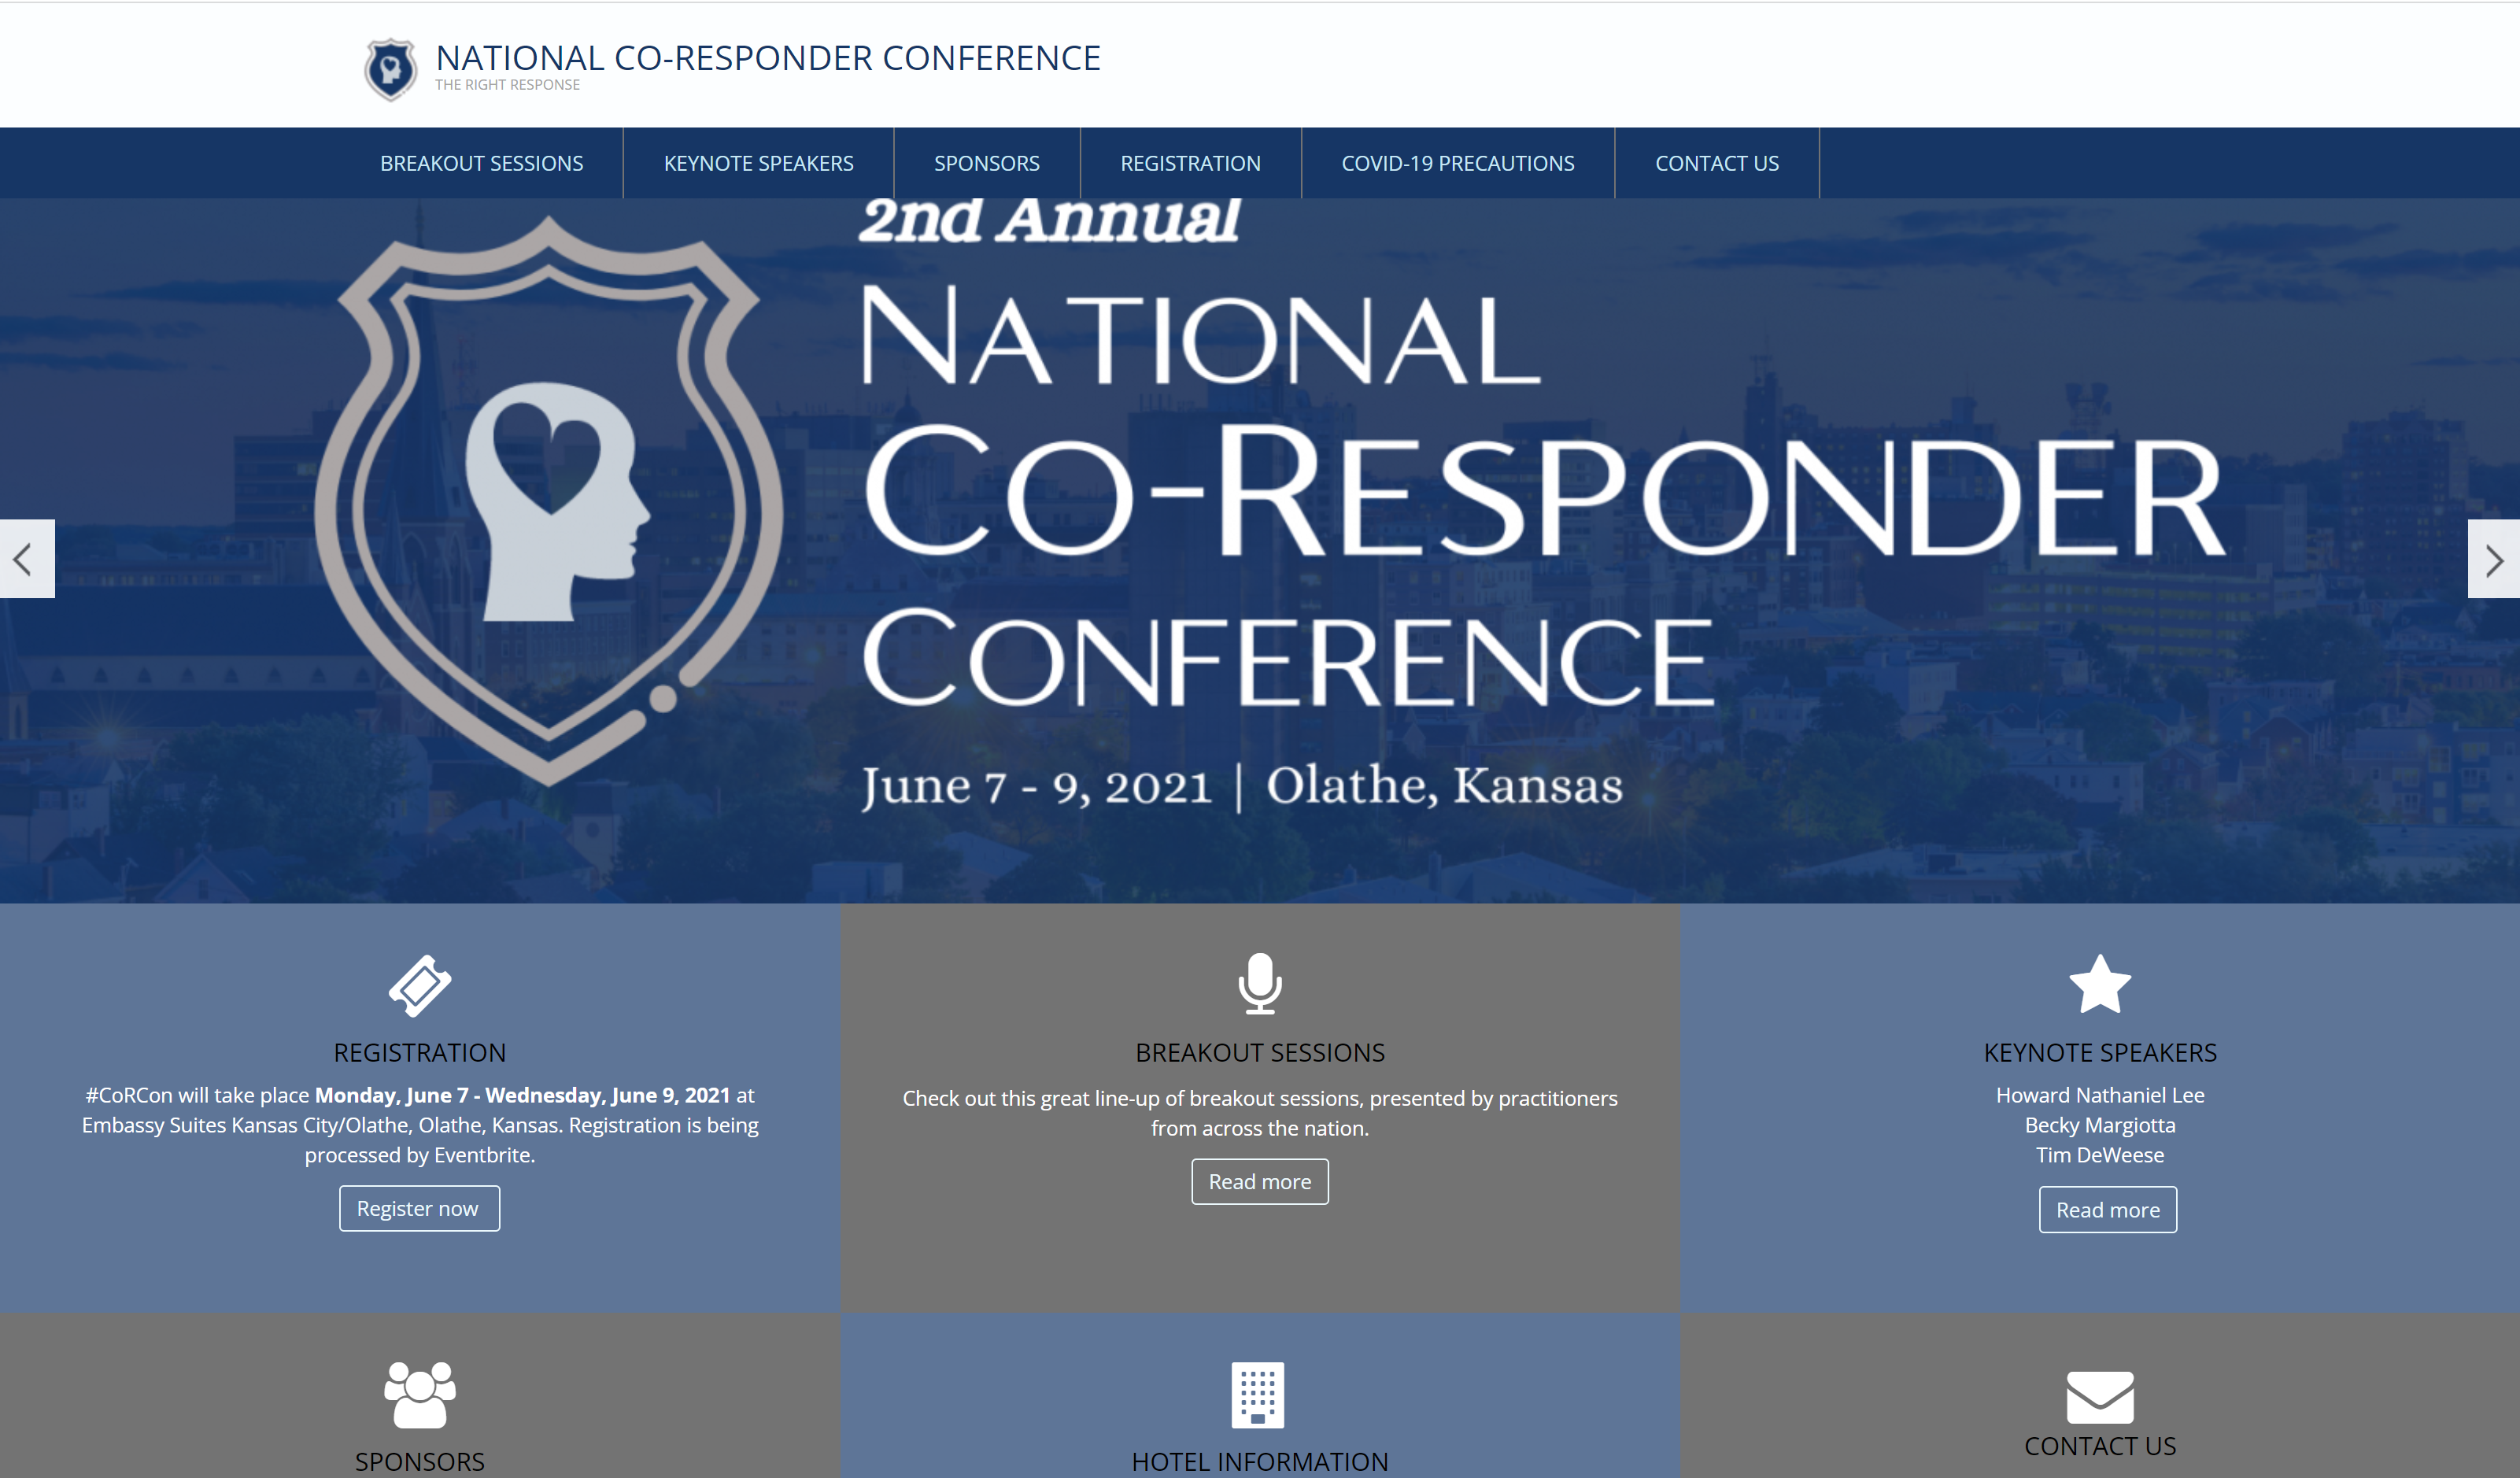 NATIONAL CO-RESPONDER CONFERENCE
THE RIGHT RESPONSE
BREAKOUT SESSIONS
KEYNOTE SPEAKERS
SPONSORS
REGISTRATION
COVID-19 PRECAUTIONS
CONTACT US
2nd Annual
NATIONAL
CO-RESPONDER
CONFERENCE
June 7 - 9, 2021 | Olathe, Kansas
REGISTRATION
#CoRCon will take place Monday, June 7 - Wednesday, June 9, 2021 at
Embassy Suites Kansas City/Olathe, Olathe, Kansas. Registration is being
processed by Eventbrite.
Register now
BREAKOUT SESSIONS
Check out this great line-up of breakout sessions, presented by practitioners
from across the nation.
Read more
KEYNOTE SPEAKERS
Howard Nathaniel Lee
Becky Margiotta
Tim DeWeese
Read more
SPONSORS
HOTEL INFORMATION
CONTACT US